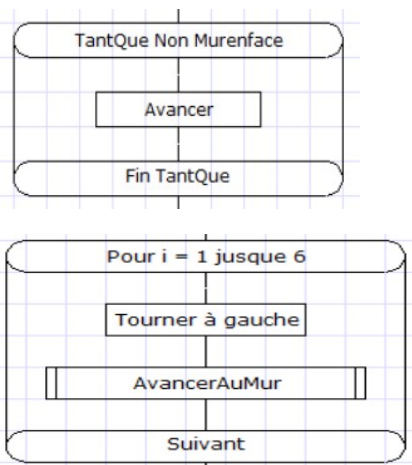 TantQue Non Murenface
Avancer
Fin TantQue
Pour i = 1 jusque 6
Tourner à gauche
AvancerAuMur
Suivant